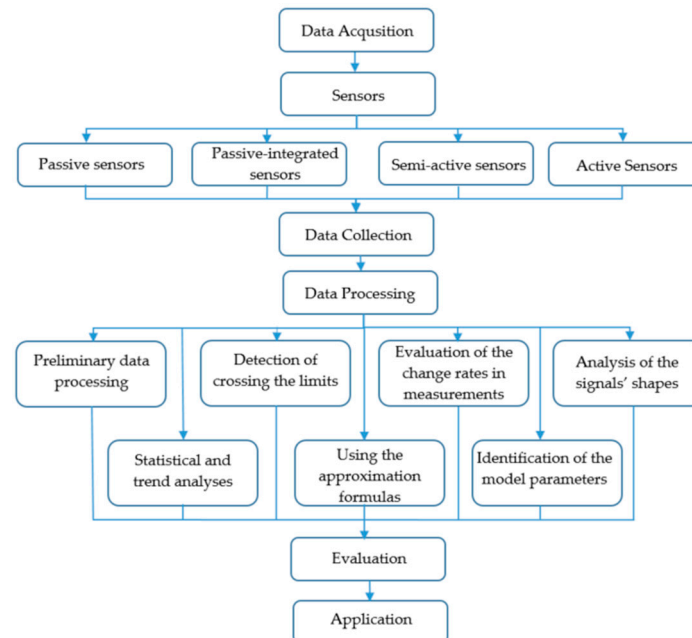 Data Acqusition
Sensors
Passive sensors
Passive-integrated
sensors
Semi-active sensors
Active Sensors
Data Collection
Data Processing
Preliminary data
processing
Detection of
crossing the limits
Evaluation of the
change rates in
measurements
Analysis of the
signals' shapes
Statistical and
trend analyses
Using the
approximation
formulas
Identification of the
model parameters
Evaluation
Application